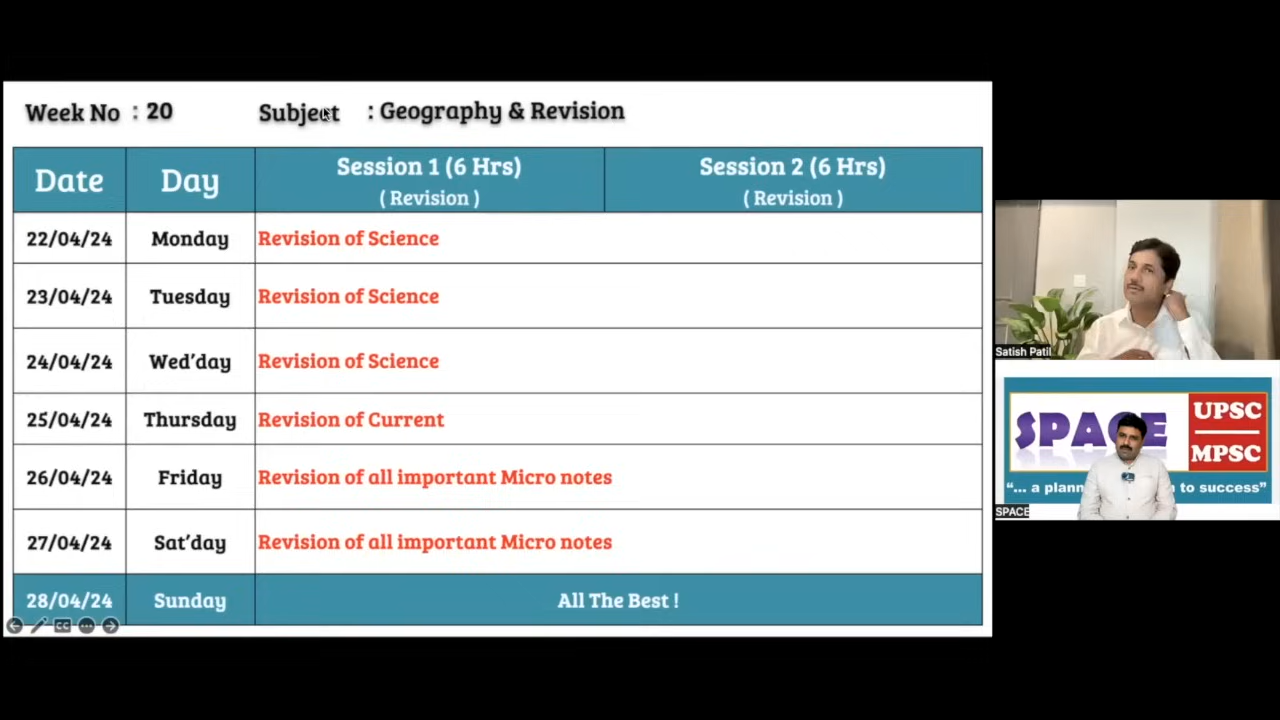 Week No : 20 Subject : Geography & Revision
Date Day Session 1 (6 Hrs) Session 2 (6 Hrs)
( Revision ) ( Revision )
22/04/24 Monday Revision of Science
23/04/24 Tuesday Revision of Science
24/04/24 Wed’day Revision of Science
25/04/24 Thursday Revision of Current
26/04/24 Friday Revision of all important Micro notes
27/04/24 Sat’day Revision of all important Micro notes
28/04/24 Sunday All The Best !
CC
Satish Patil
SPACE UPSC
MPSC
“... a to success”
SPACE